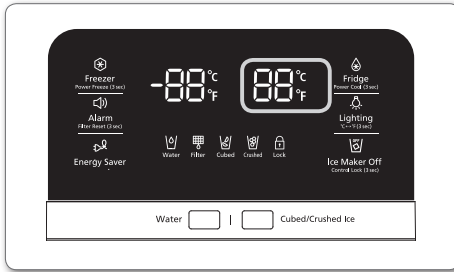 Freezer
Power Freeze (3 sec)
Alarm
Filter Reset (3 sec)
Energy Saver
-88 °C °F
88 °C °F
Fridge
Power Cool (3 sec)
Lighting
°C↔°F(3 sec)
OFF
Ice Maker Off
Control Lock (3 sec)
Water Filter Cubed Crushed Lock
Water | Cubed/Crushed Ice